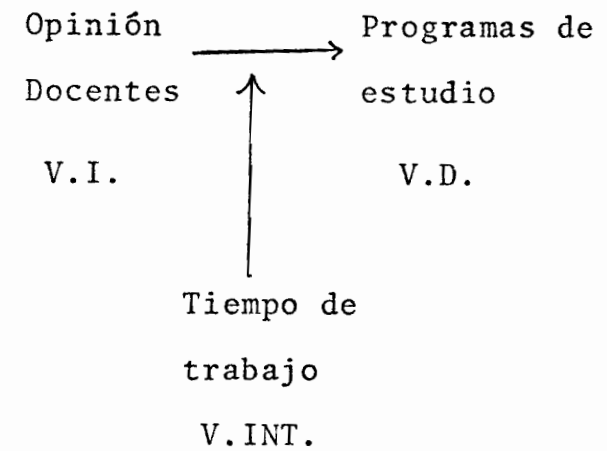 Opinión
Docentes
V.I.
Programas de
estudio
V.D.
Tiempo de
trabajo
V.INT.